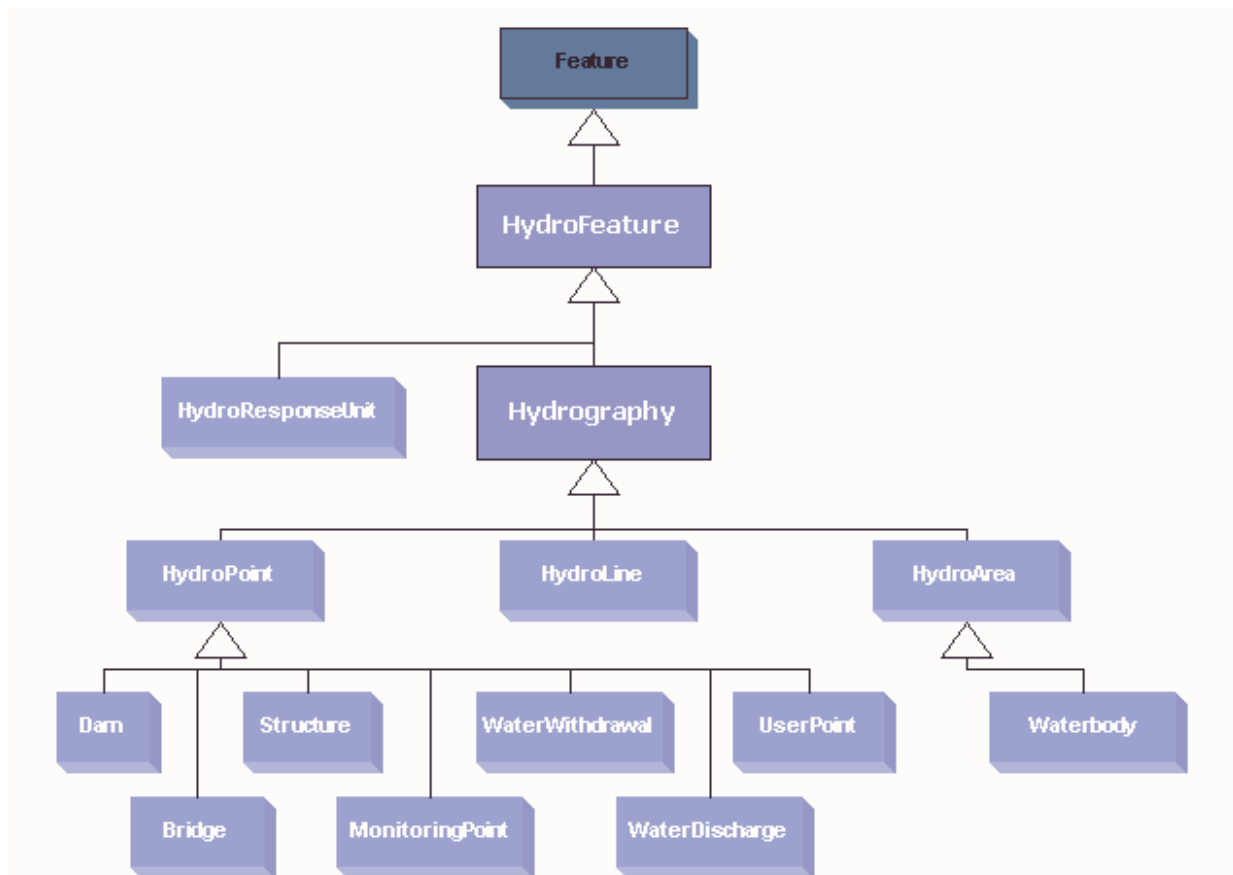 Feature
HydroFeature
HydroResponseUnit
Hydrography
HydroPoint
HydroLine
HydroArea
Dam
Structure
WaterWithdrawal
UserPoint
Waterbody
Bridge
MonitoringPoint
WaterDischarge